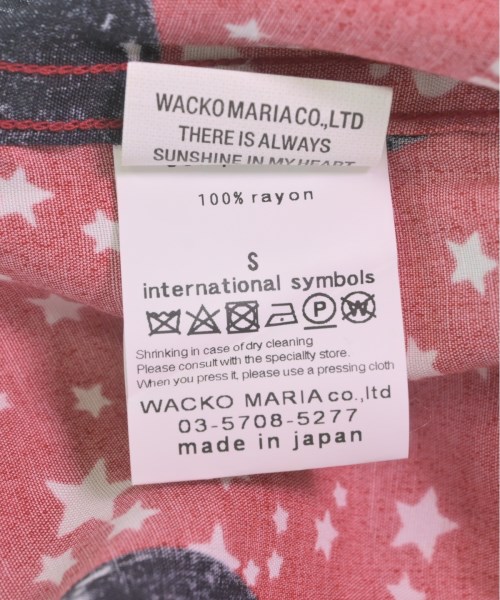 WACKO MARIA CO.,LTD
THERE IS ALWAYS
SUNSHINE IN MY HEART
100% rayon
S
international symbols
P W
Shrinking in case of dry cleaning
Please consult with the specialty store.
When you press it, please use a pressing cloth
WACKO MARIA co.,ltd
03-5708-5277
made in japan